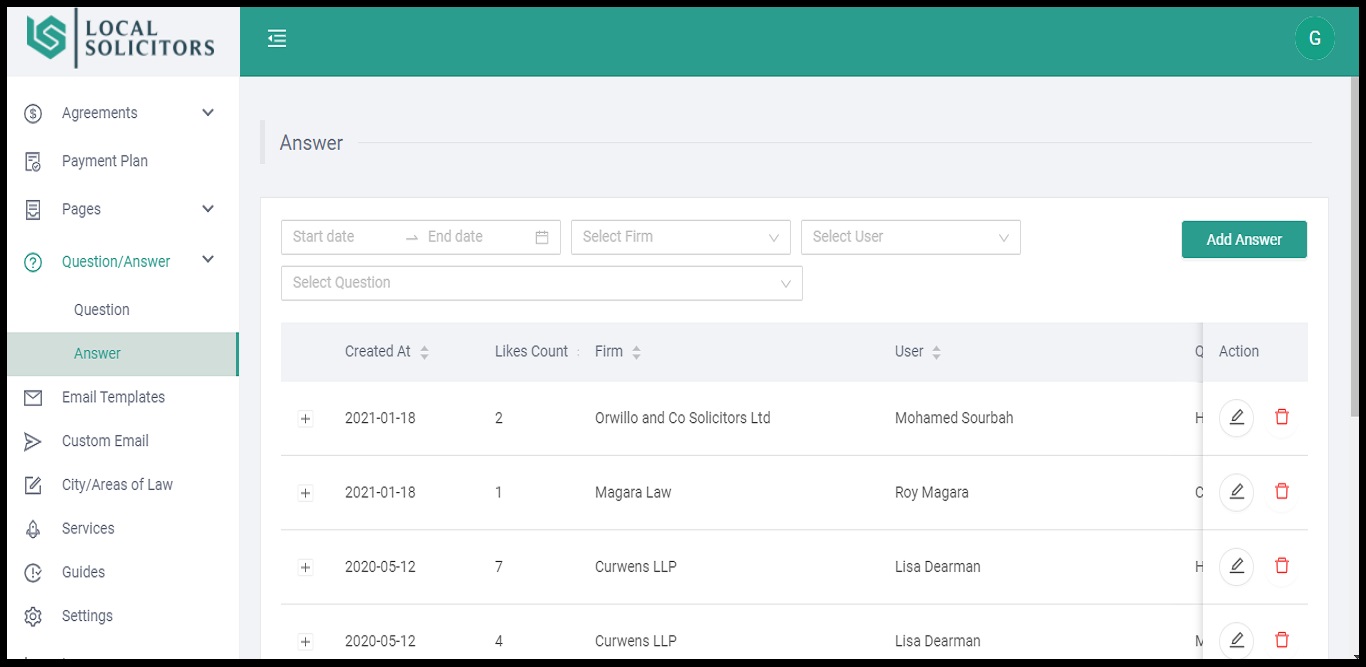 LOCAL
SOLICITORS
G
Agreements
Payment Plan
Pages
Question/Answer
Question
Answer
Email Templates
Custom Email
City/Areas of Law
Services
Guides
Settings
Answer
Start date End date Select Firm Select User Add Answer
Select Question
Created At Likes Count Firm User Q Action
2021-01-18 2 Orwillo and Co Solicitors Ltd Mohamed Sourbah H
2021-01-18 1 Magara Law Roy Magara C
2020-05-12 7 Curwens LLP Lisa Dearman H
2020-05-12 4 Curwens LLP Lisa Dearman M